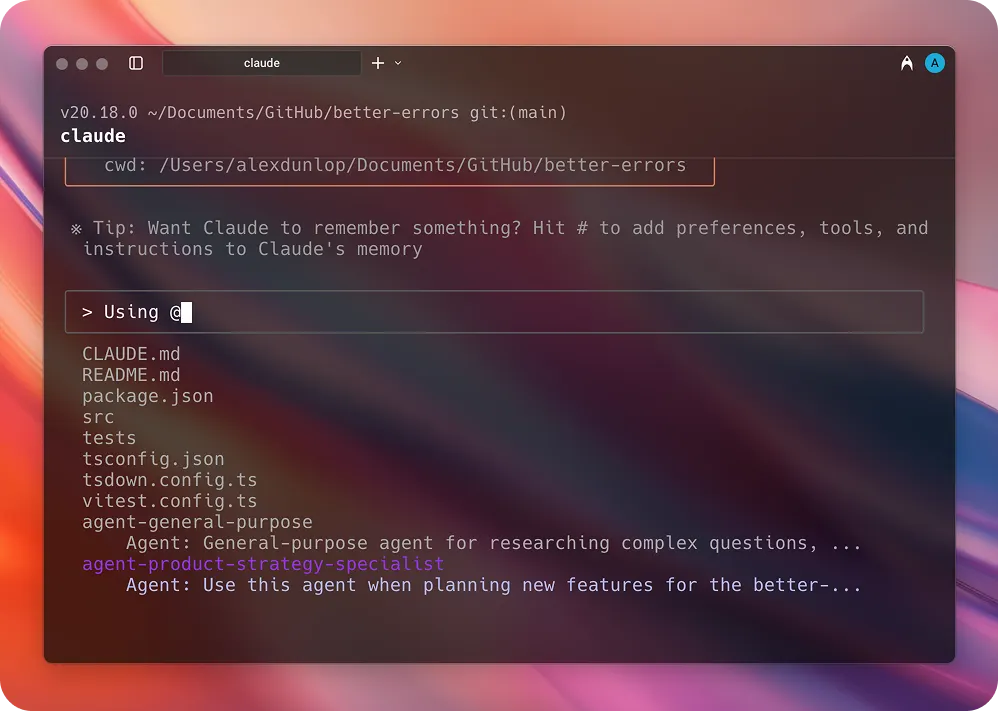 claude
A
v20.18.0 ~/Documents/GitHub/better-errors git:(main)
claude
cwd: /Users/alexdunlop/Documents/GitHub/better-errors
※ Tip: Want Claude to remember something? Hit # to add preferences, tools, and
instructions to Claude's memory
> Using @
CLAUDE.md
README.md
package.json
src
tests
tsconfig.json
tsdown.config.ts
vitest.config.ts
agent-general-purpose
Agent: General-purpose agent for researching complex questions, ...
agent-product-strategy-specialist
Agent: Use this agent when planning new features for the better-...